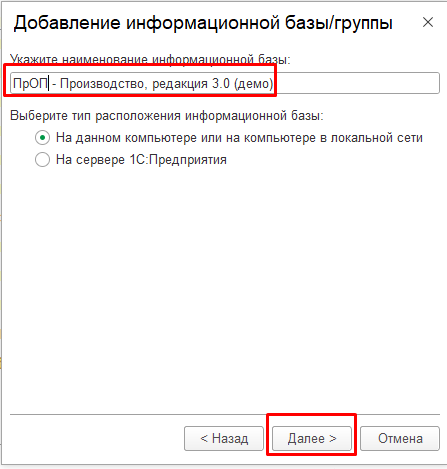 Добавление информационной базы/группы
Укажите наименование информационной базы:
ПрОП - Производство, редакция 3.0 (демо)
Выберите тип расположения информационной базы:
На данном компьютере или на компьютере в локальной сети
На сервере 1С:Предприятия
< Назад
Далее >
Отмена